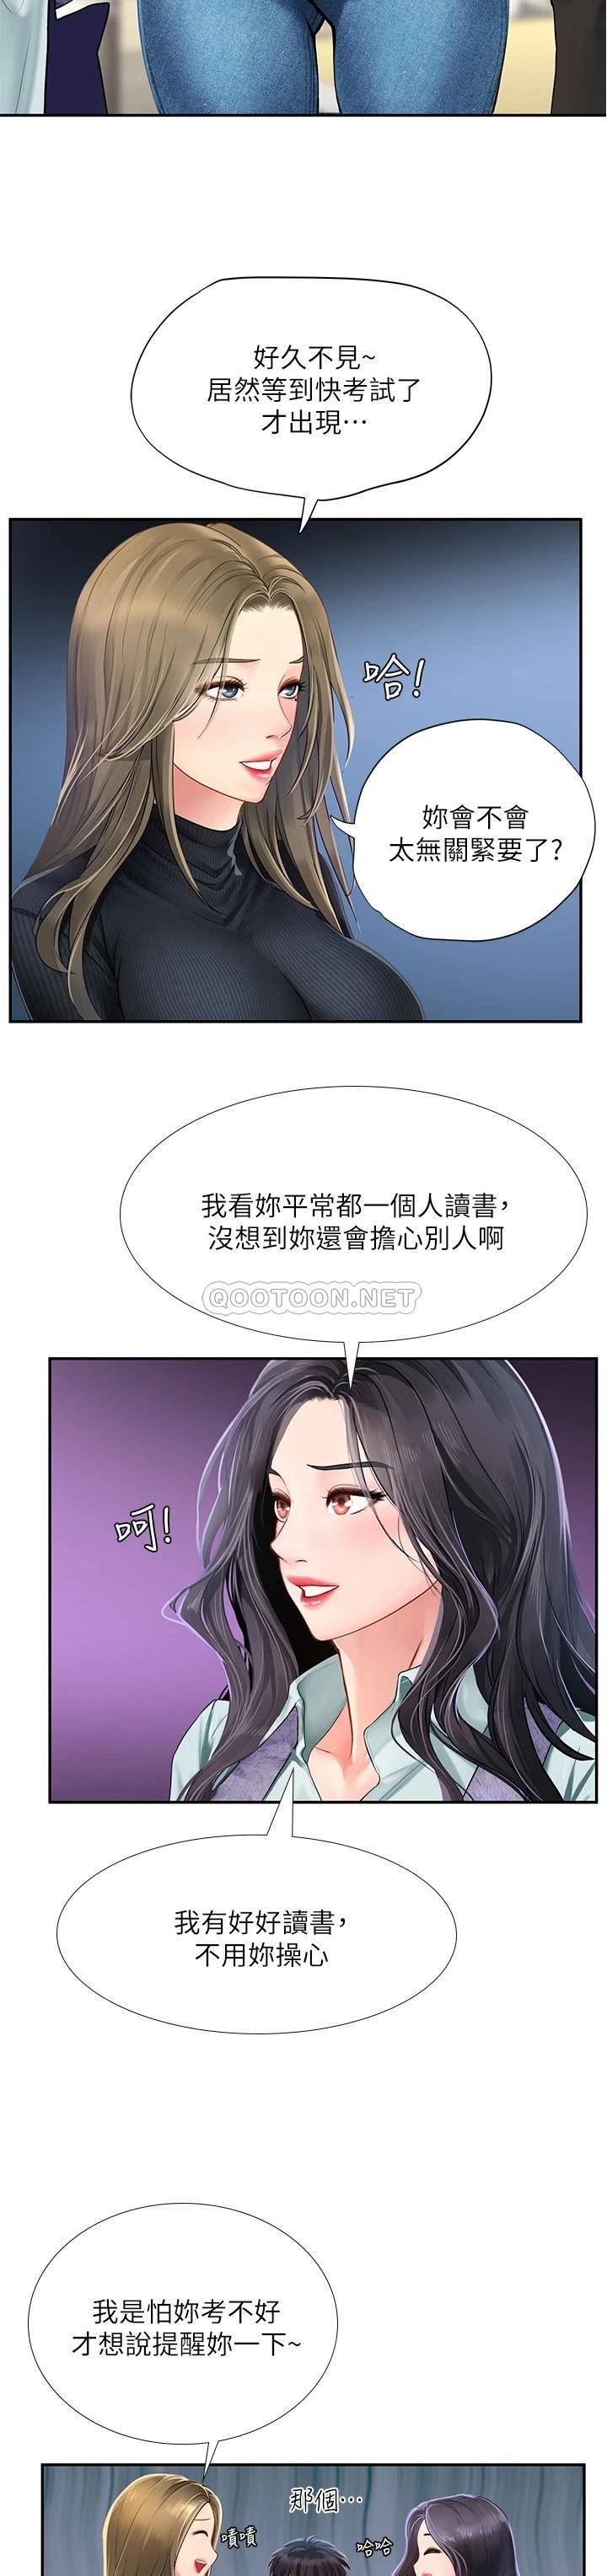 好久不見~
居然等到快考試了
才出現…
哈!
妳會不會
太無關緊要了?
我看妳平常都一個人讀書,
沒想到妳還會擔心別人啊
QOOTOON.NET
呵!
我有好好讀書,
不用妳操心
我是怕妳考不好
才想說提醒妳一下~
那個…
嘖嘖
哈哈